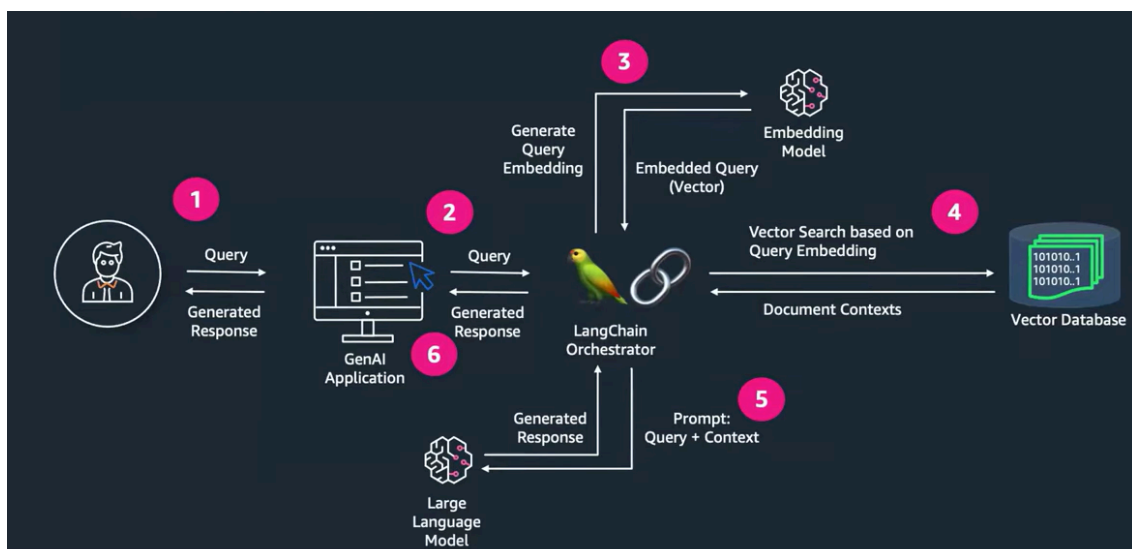 1
Query
Generated
Response
GenAI
Application
2
Query
Generated
Response
6
3
Generate
Query
Embedding
Embedded Query
(Vector)
Embedding
Model
LangChain
Orchestrator
4
Vector Search based on
Query Embedding
Document Contexts
101010..1
101010..1
101010..1
Vector Database
5
Prompt:
Query + Context
Generated
Response
Large
Language
Model